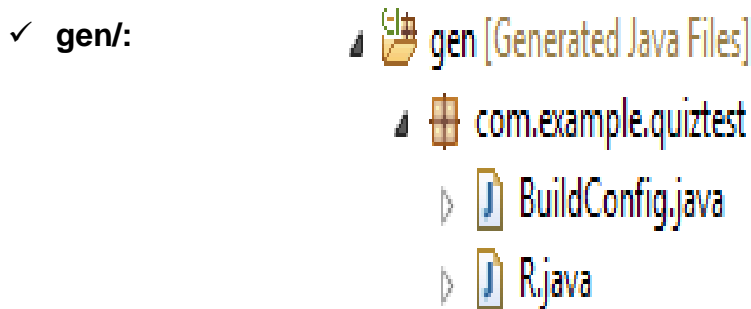 ✓ gen/: gen [Generated Java Files]
com.example.quiztest
BuildConfig.java
R.java